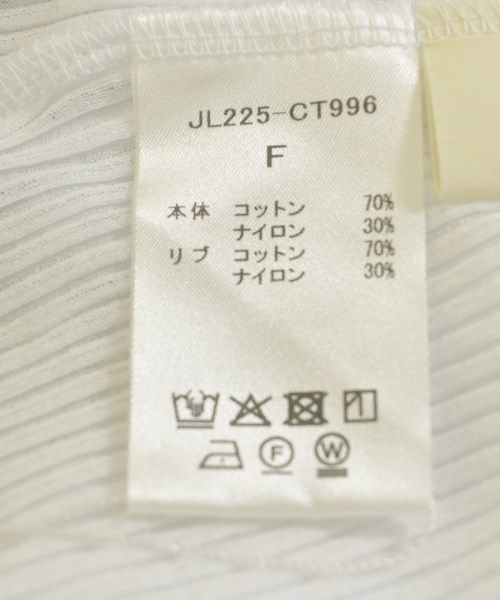 JL225-CT996
F
本体 コットン 70%
ナイロン 30%
リブ コットン 70%
ナイロン 30%
F W